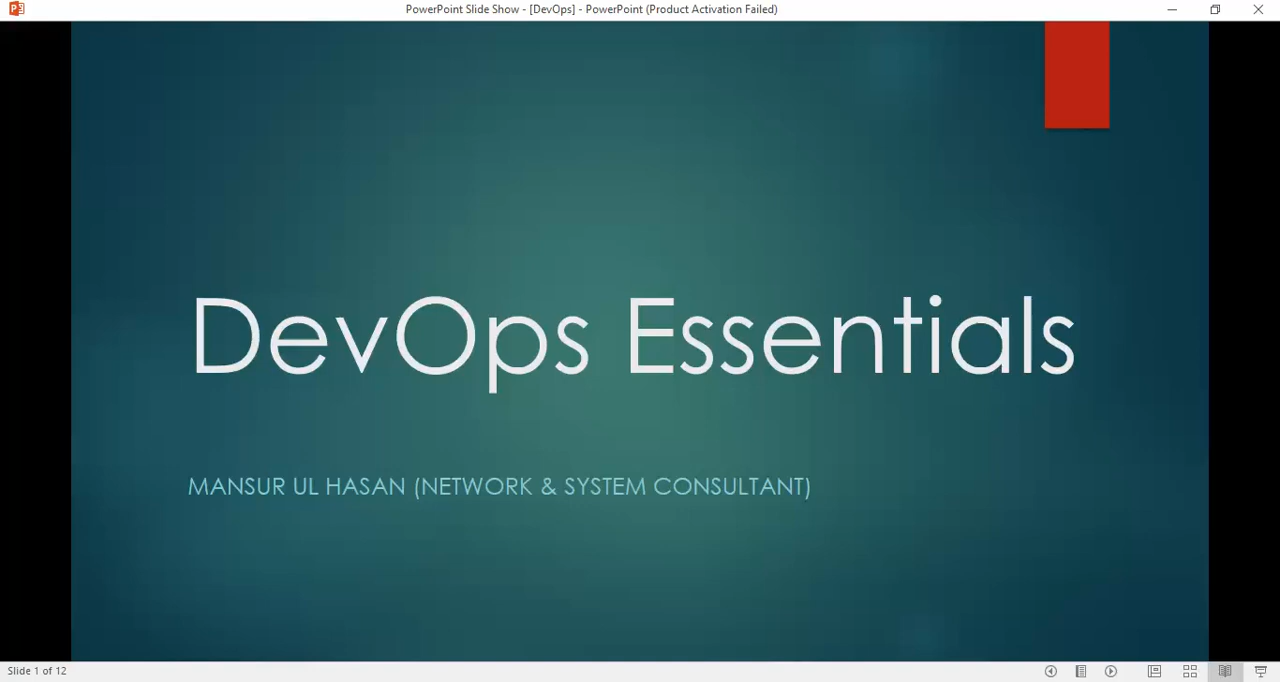 PowerPoint Slide Show - [DevOps] - PowerPoint (Product Activation Failed)
DevOps Essentials
MANSUR UL HASAN (NETWORK & SYSTEM CONSULTANT)
Slide 1 of 12